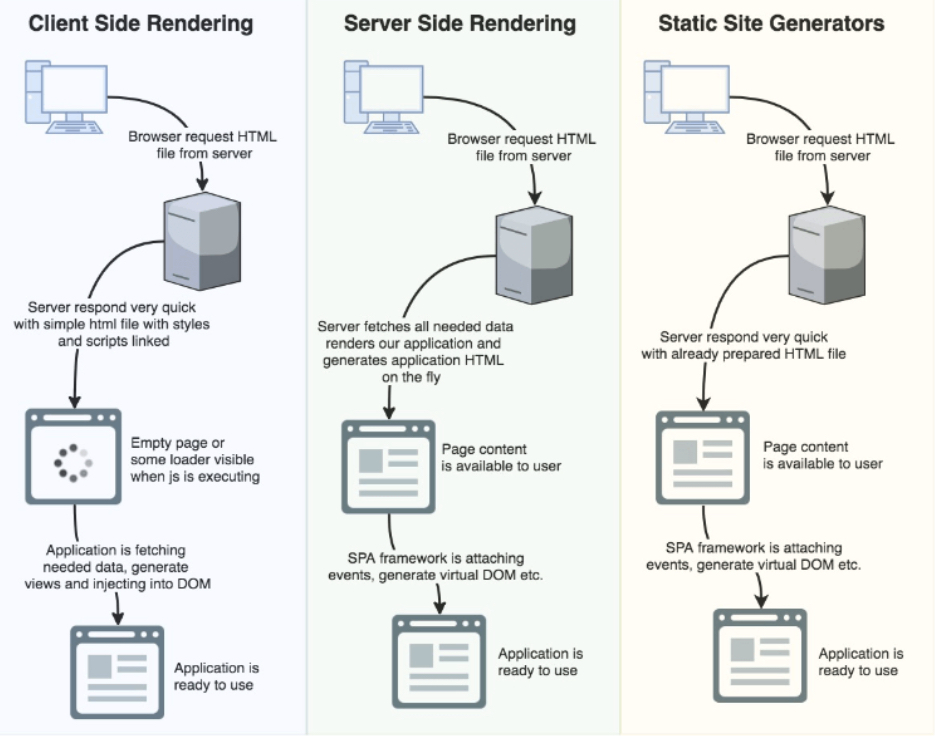 Client Side Rendering
Browser request HTML
file from server
Server respond very quick
with simple html file with styles
and scripts linked
Empty page or
some loader visible
when js is executing
Application is fetching
needed data, generate
views and injecting into DOM
Application is
ready to use
Server Side Rendering
Browser request HTML
file from server
Server fetches all needed data
renders our application and
generates application HTML
on the fly
Page content
is available to user
SPA framework is attaching
events, generate virtual DOM etc.
Application is
ready to use
Static Site Generators
Browser request HTML
file from server
Server respond very quick
with already prepared HTML file
Page content
is available to user
SPA framework is attaching
events, generate virtual DOM etc.
Application is
ready to use